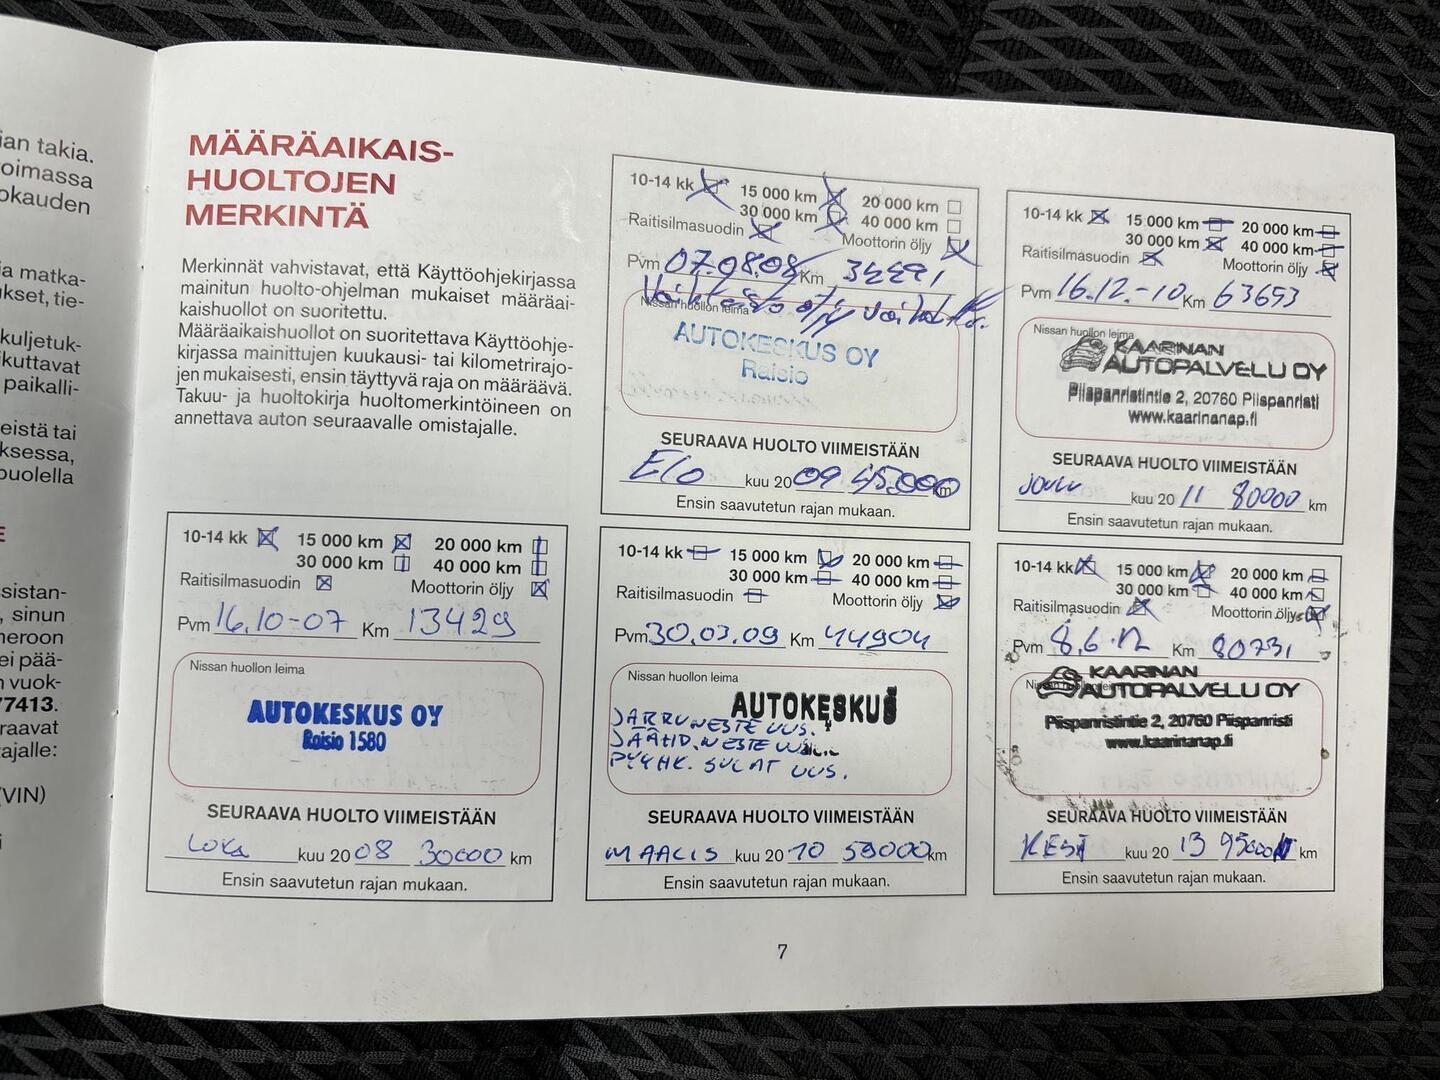 ian takia.
oimassa
okauden
ja matka-
ukset, tie-
kuljetuk-
ikuttavat
paikalli-
eistä tai
ksessa,
puolella
E
sistan-
, sinun
neroon
ei pää-
n vuok-
77413.
raavat
tajalle:
(VIN)
i
MÄÄRÄAIKAIS-
HUOLTOJEN
MERKINTÄ
Merkinnät vahvistavat, että Käyttöohjekirjassa
mainitun huolto-ohjelman mukaiset määräai-
kaishuollot on suoritettu.
Määräaikaishuollot on suoritettava Käyttöohje-
kirjassa mainittujen kuukausi- tai kilometrirajo-
jen mukaisesti, ensin täyttyvä raja on määräävä.
Takuu- ja huoltokirja huoltomerkintöineen on
annettava auton seuraavalle omistajalle.
10-14 kk 15 000 km 20 000 km
30 000 km 40 000 km
Raitisilmasuodin Moottorin öljy
Pvm 16.10-07 Km 13429
Nissan huollon leima
AUTOKESKUS OY
Raisio 1580
SEURAAVA HUOLTO VIIMEISTÄÄN
Loka kuu 2008 30000 km
Ensin saavutetun rajan mukaan.
10-14 kk 15 000 km 20 000 km
30 000 km 40 000 km
Raitisilmasuodin Moottorin öljy
Pvm 07.08.08 Km
Nissan huollon leima
AUTOKESKUS OY
Raisio
SEURAAVA HUOLTO VIIMEISTÄÄN
Elo kuu 2009 45000 km
Ensin saavutetun rajan mukaan.
10-14 kk 15 000 km 20 000 km
30 000 km 40 000 km
Raitisilmasuodin Moottorin öljy
Pvm 30.03.09 Km 44904
Nissan huollon leima
AUTOKESKUS
JARRUNESTE UUS.
JÄÄHD.NESTE UUS.
PYYHK. SULAT UUS.
SEURAAVA HUOLTO VIIMEISTÄÄN
MAALIS kuu 2010 59000 km
Ensin saavutetun rajan mukaan.
10-14 kk 15 000 km 20 000 km
30 000 km 40 000 km
Raitisilmasuodin Moottorin öljy
Pvm 16.12.-10 Km 63653
Nissan huollon leima
KAARINAN
AUTOPALVELU OY
Piispanristintie 2, 20760 Piispanristi
www.kaarinanap.fi
SEURAAVA HUOLTO VIIMEISTÄÄN
joulu kuu 2011 80000 km
Ensin saavutetun rajan mukaan.
10-14 kk 15 000 km 20 000 km
30 000 km 40 000 km
Raitisilmasuodin Moottorin öljy
Pvm 8.6.12 Km 80731
KAARINAN
AUTOPALVELU OY
Piispanristintie 2, 20760 Piispanristi
www.kaarinanap.fi
SEURAAVA HUOLTO VIIMEISTÄÄN
KESÄ kuu 2013 95000 km
Ensin saavutetun rajan mukaan.
7